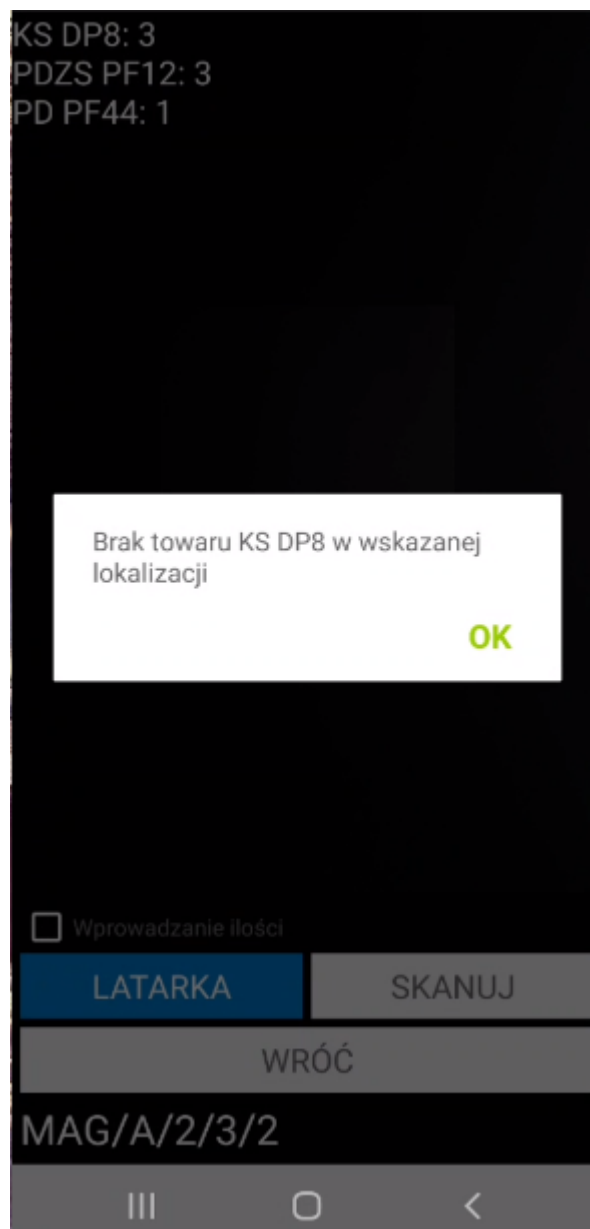 KS DP8: 3
PDZS PF12: 3
PD PF44: 1
Brak towaru KS DP8 w wskazanej
lokalizacji
OK
Wprowadzanie ilości
LATARKA
SKANUJ
WRÓĆ
MAG/A/2/3/2